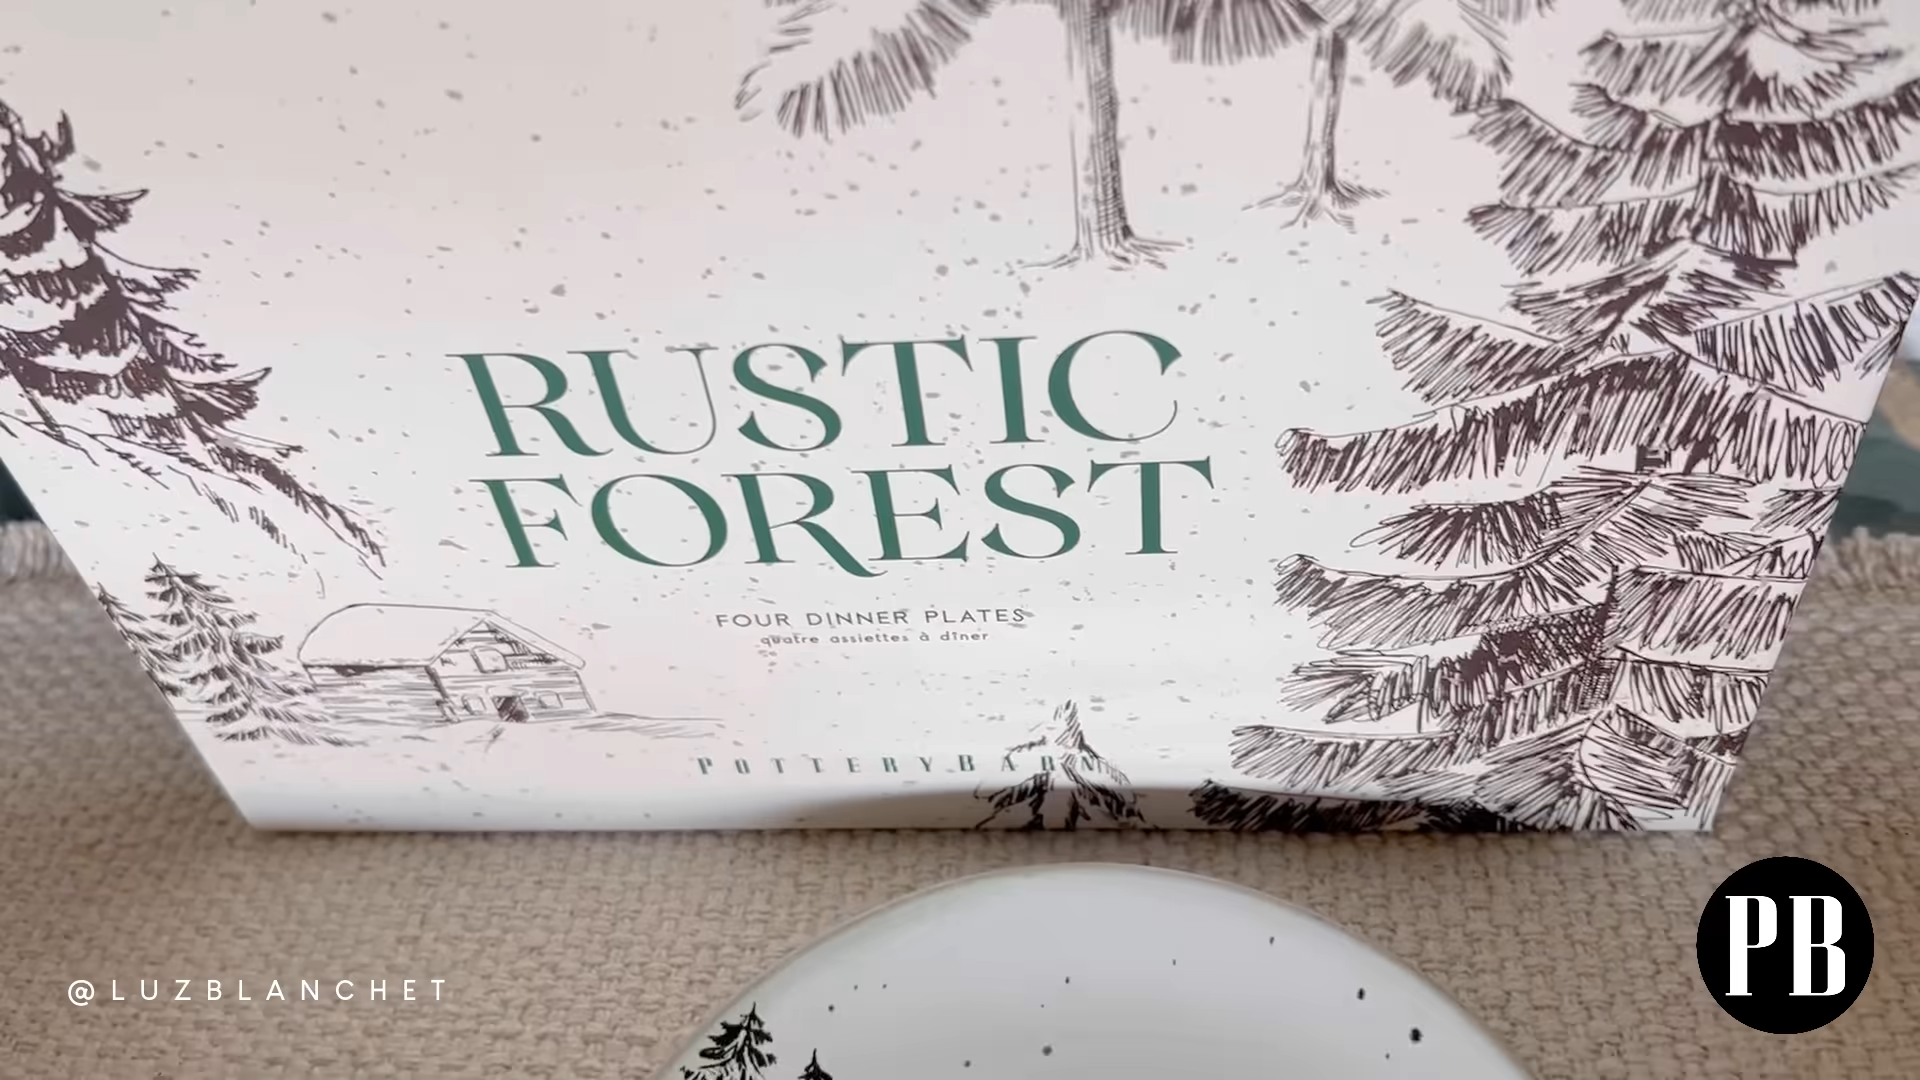 RUSTIC
FOREST
FOUR DINNER PLATES
quatre assiettes à dîner
POTTERY BARN
@LUZBLANCHET
PB